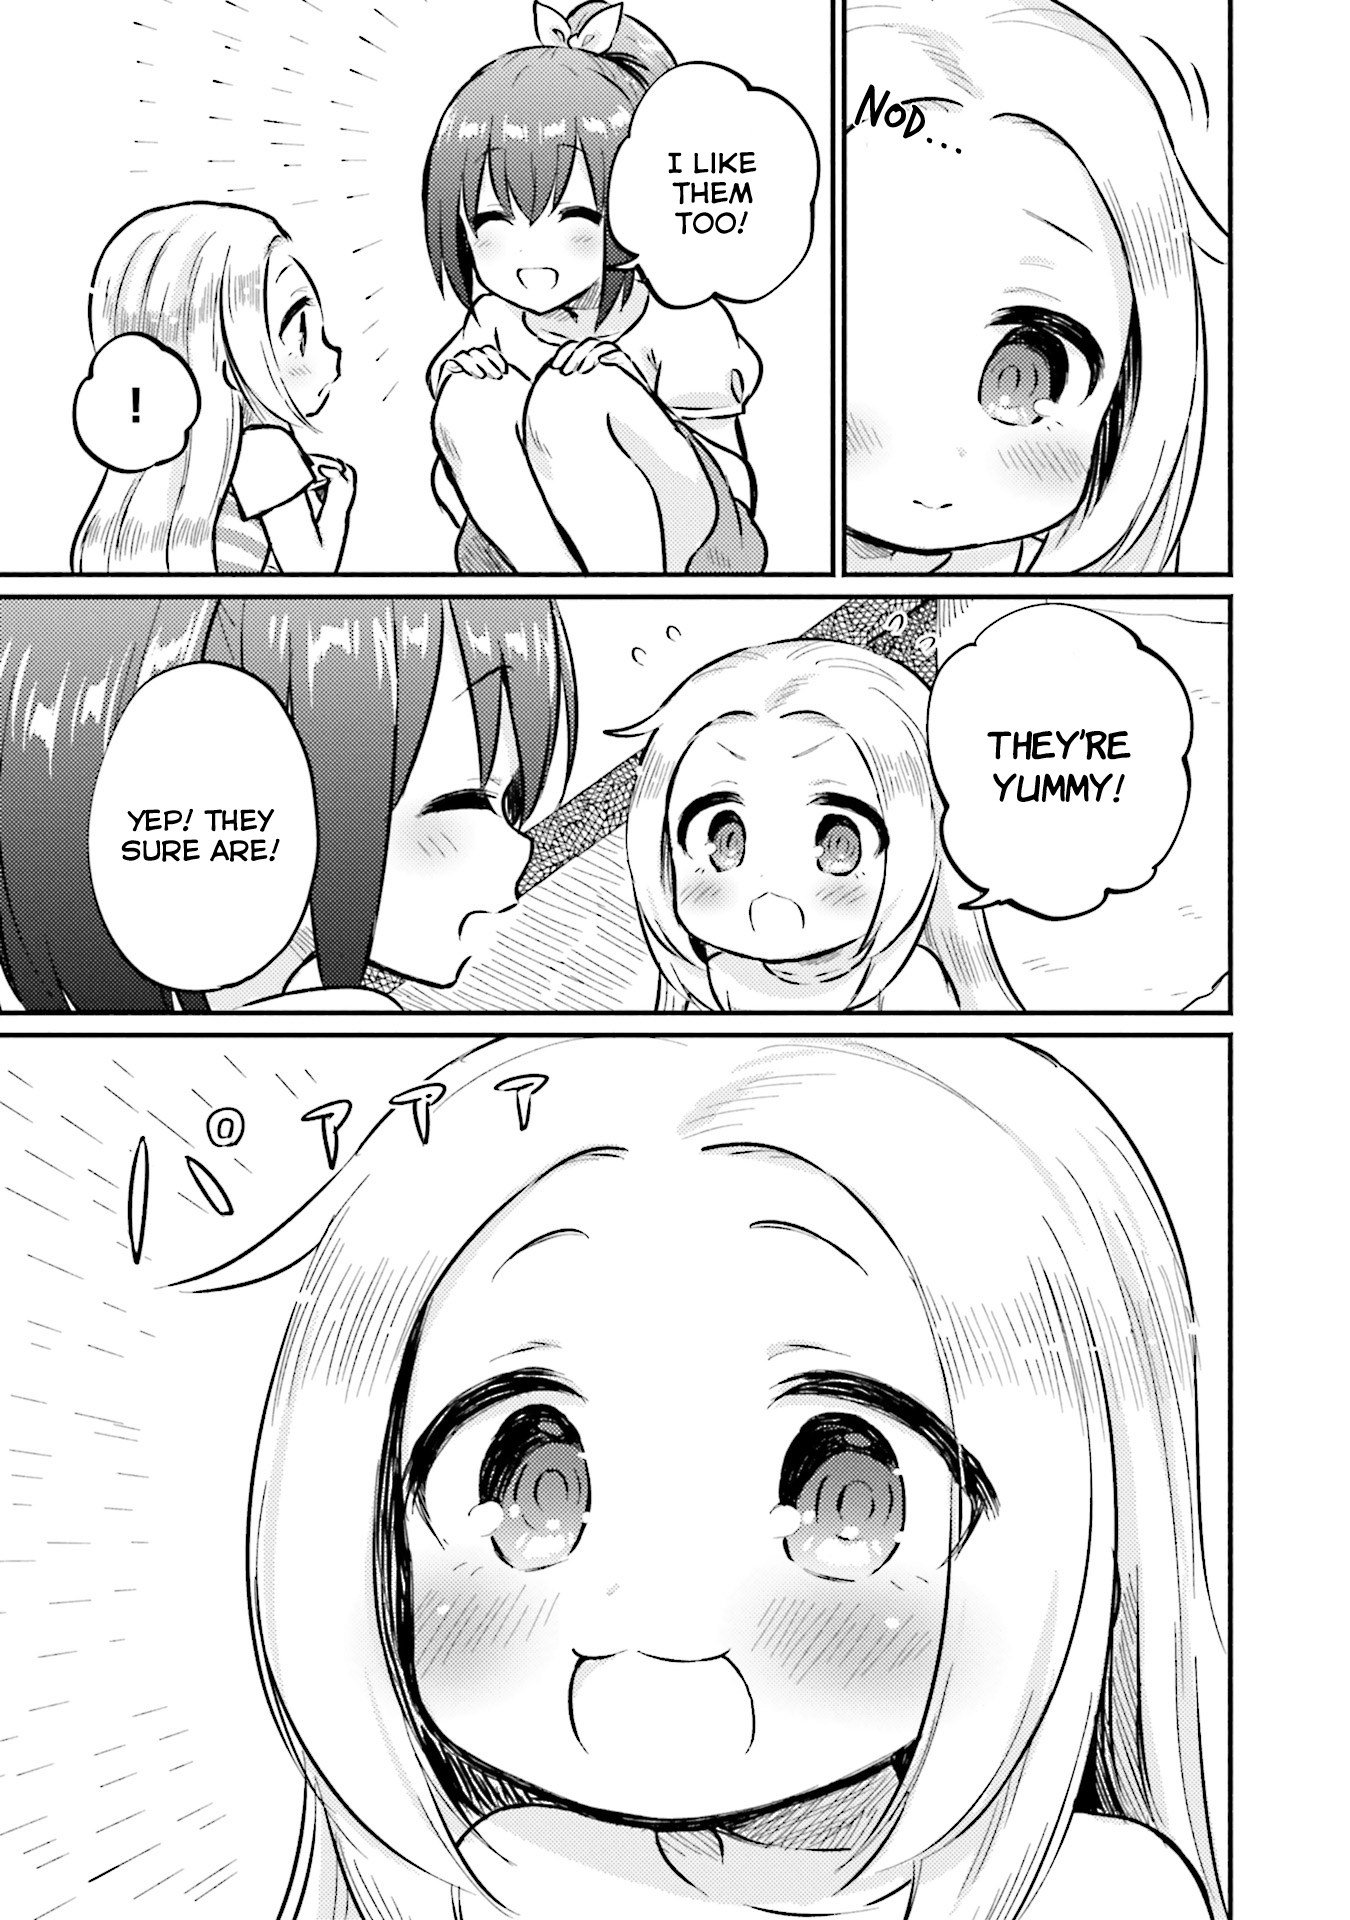 NOD...
I LIKE
THEM
TOO!
!
THEY'RE
YUMMY!
YEP! THEY
SURE ARE!
パァァァ